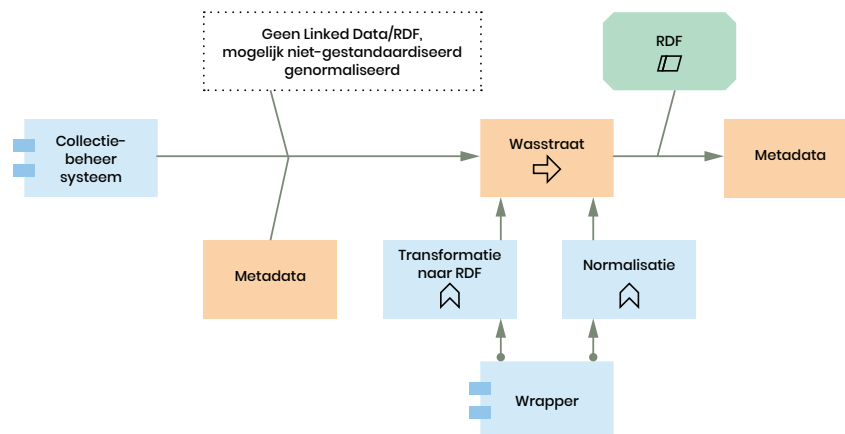 Geen Linked Data/RDF,
mogelijk niet-gestandaardiseerd
genormaliseerd
RDF
Collectie-
beheer
systeem
Wasstraat
Metadata
Metadata
Transformatie
naar RDF
Normalisatie
Wrapper